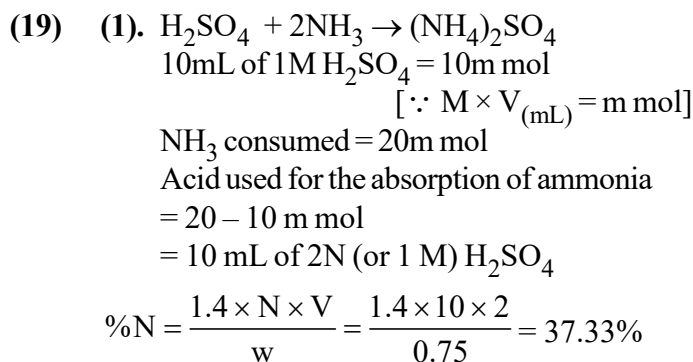 (19) (1). H₂SO₄ + 2NH₃ → (NH₄)₂SO₄
10mL of 1M H₂SO₄ = 10m mol
[∵ M × V₍mL₎ = m mol]
NH₃ consumed = 20m mol
Acid used for the absorption of ammonia
= 20 – 10 m mol
= 10 mL of 2N (or 1 M) H₂SO₄
%N = (1.4 × N × V)/w = (1.4 × 10 × 2)/0.75 = 37.33%